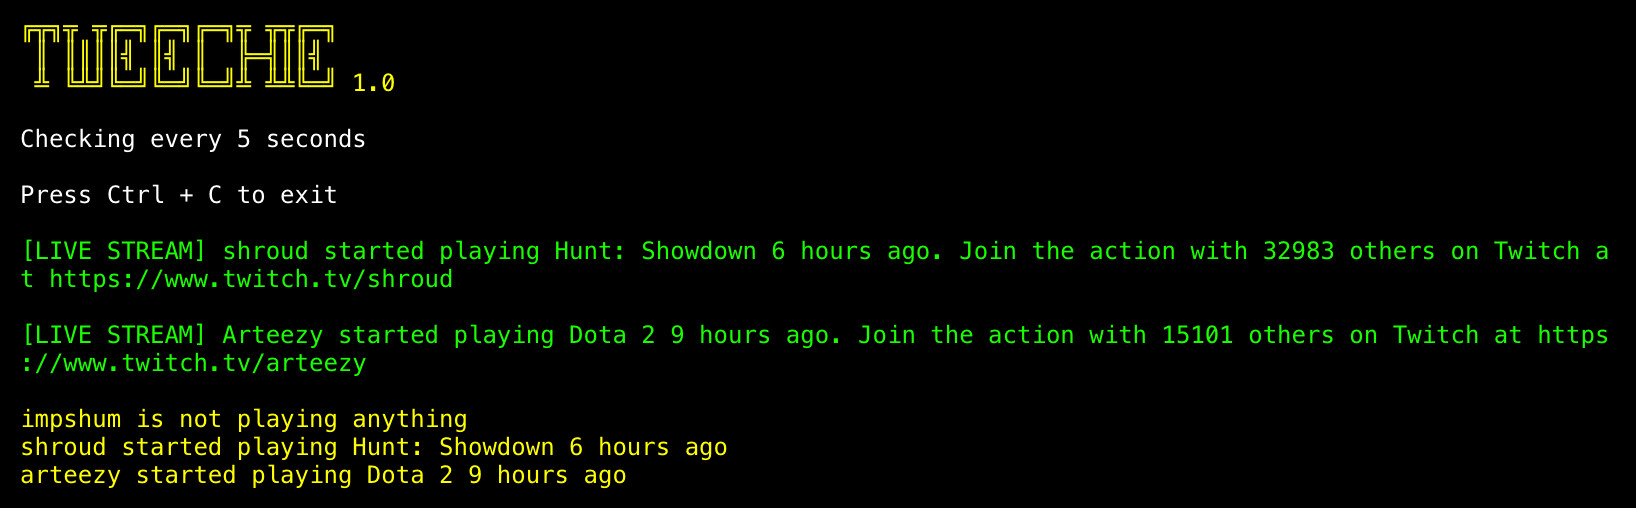 TWEECHE 1.0
Checking every 5 seconds
Press Ctrl + C to exit
[LIVE STREAM] shroud started playing Hunt: Showdown 6 hours ago. Join the action with 32983 others on Twitch a
t https://www.twitch.tv/shroud
[LIVE STREAM] Arteezy started playing Dota 2 9 hours ago. Join the action with 15101 others on Twitch at https
://www.twitch.tv/arteezy
impshum is not playing anything
shroud started playing Hunt: Showdown 6 hours ago
arteezy started playing Dota 2 9 hours ago